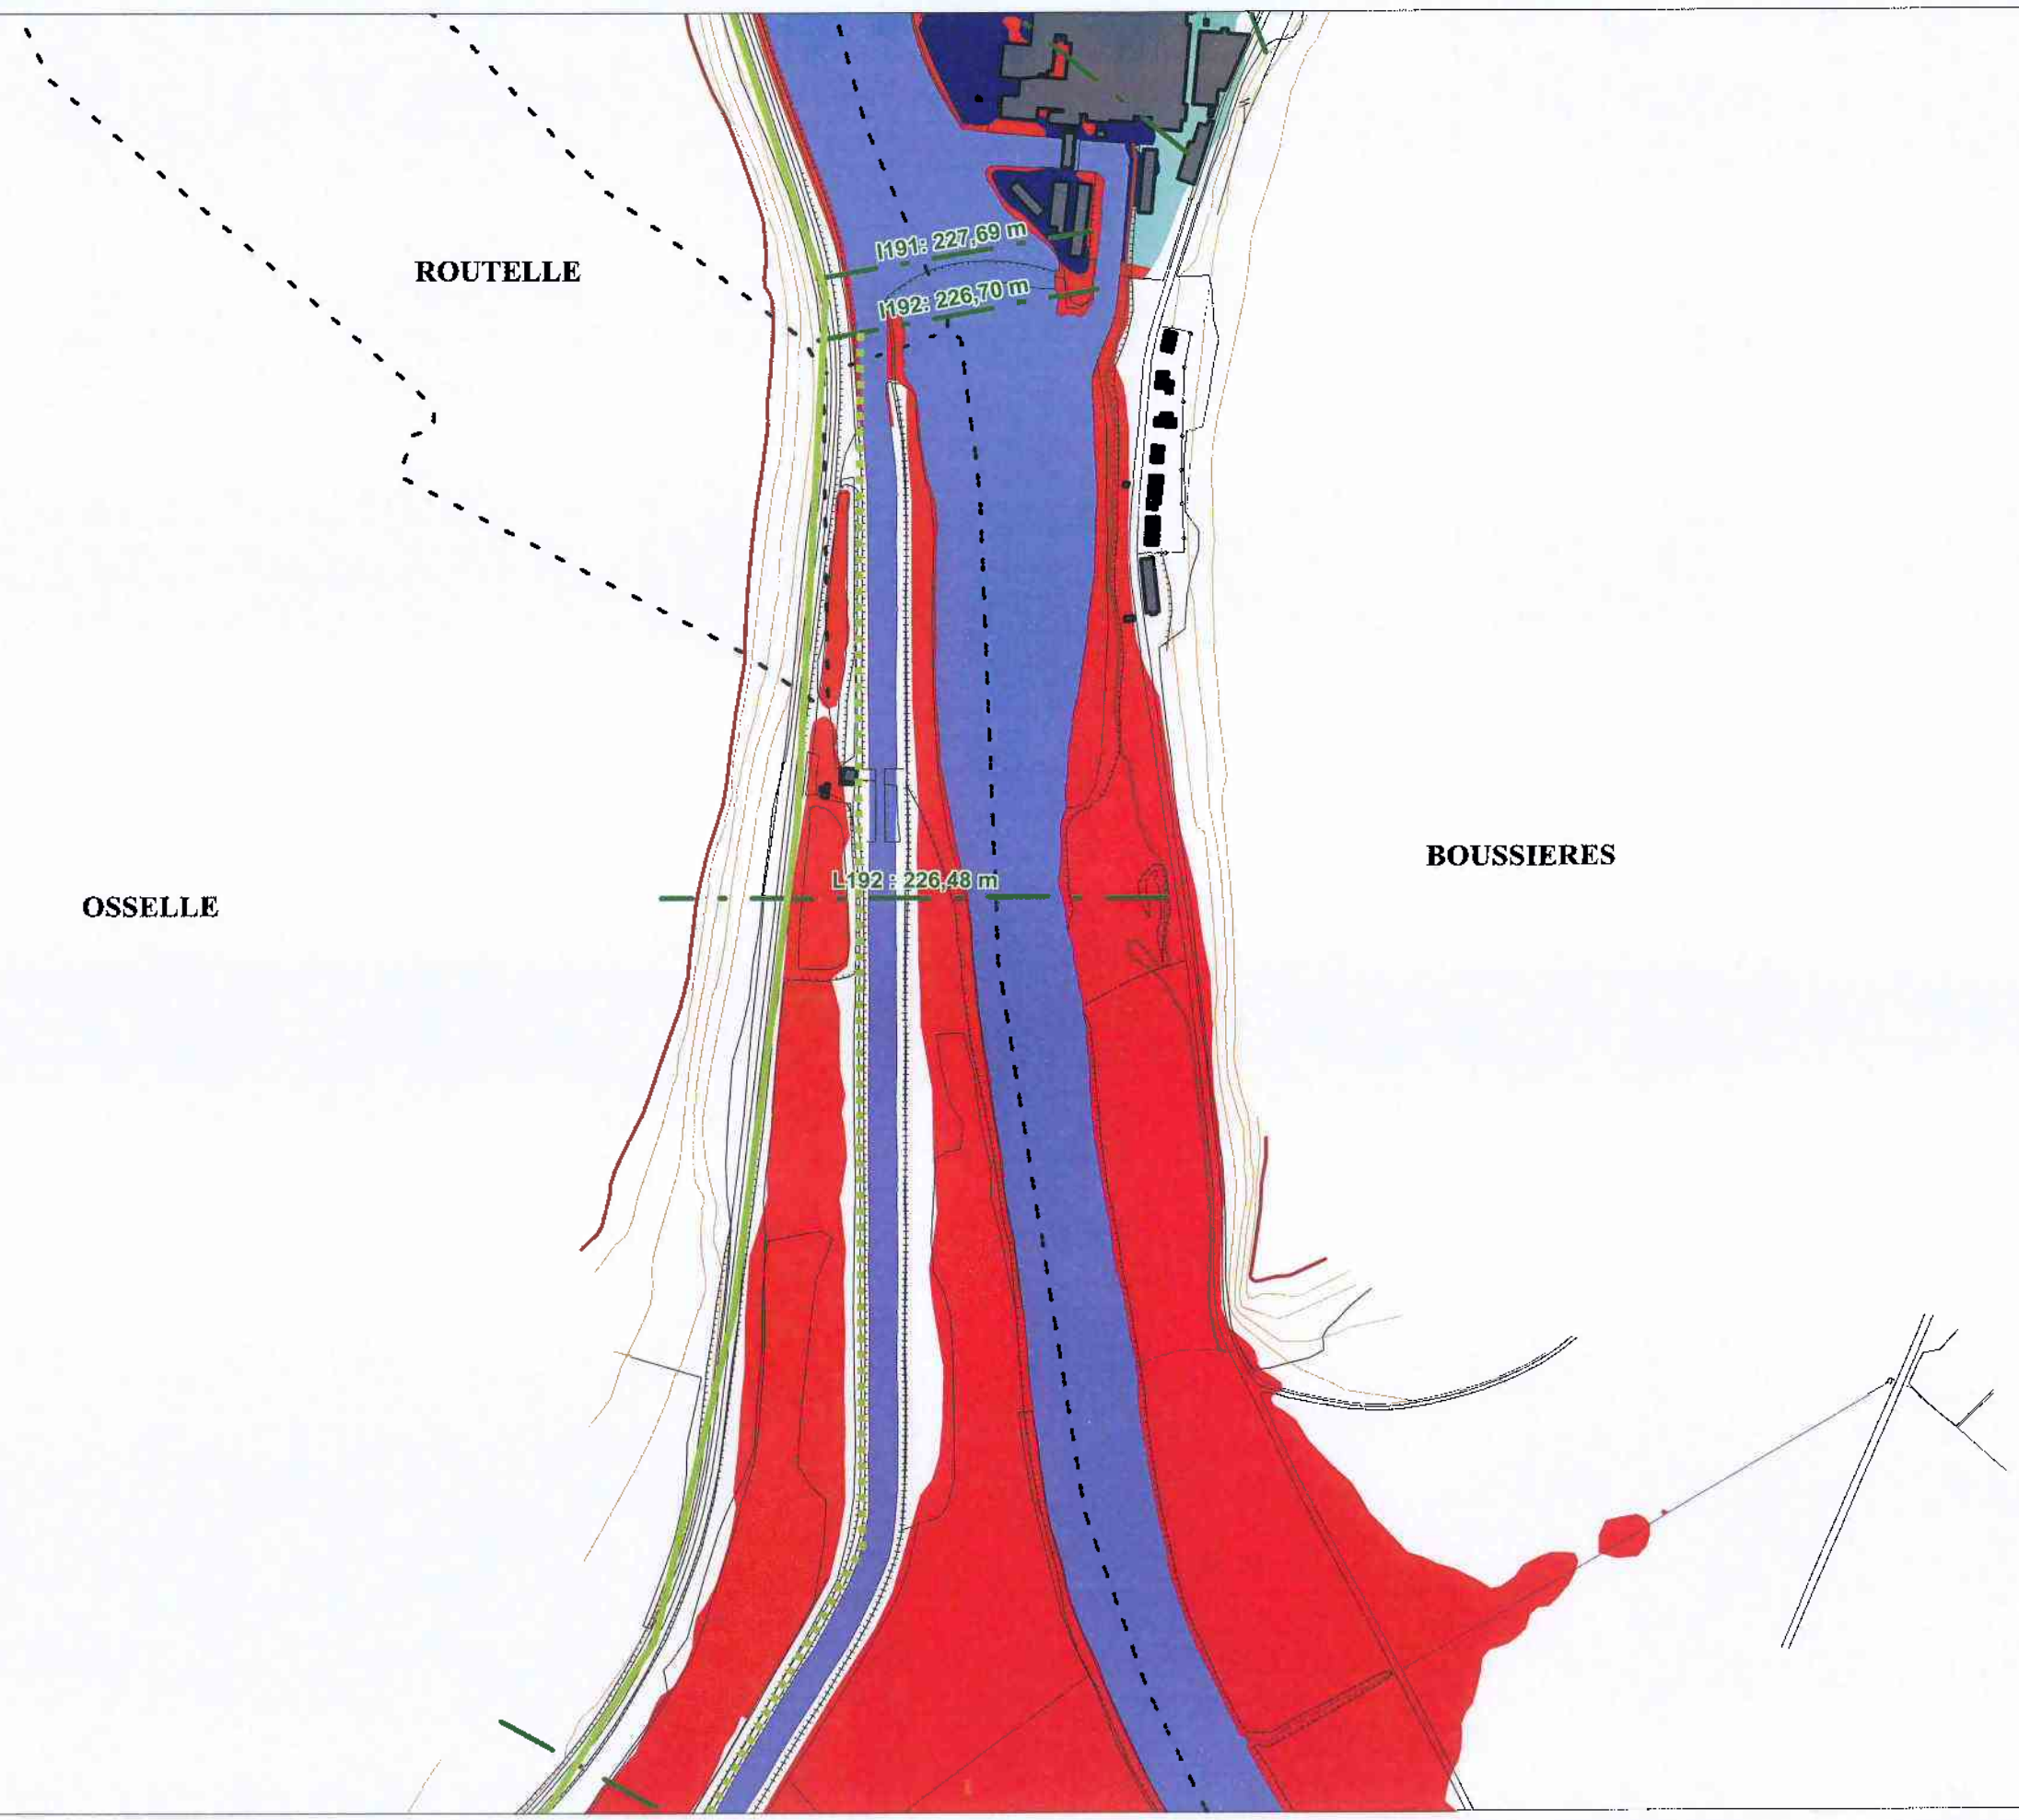 I191: 227,69 m
ROUTELLE
I192: 226,70 m
BOUSSIERES
L192 : 226,48 m
OSSELLE